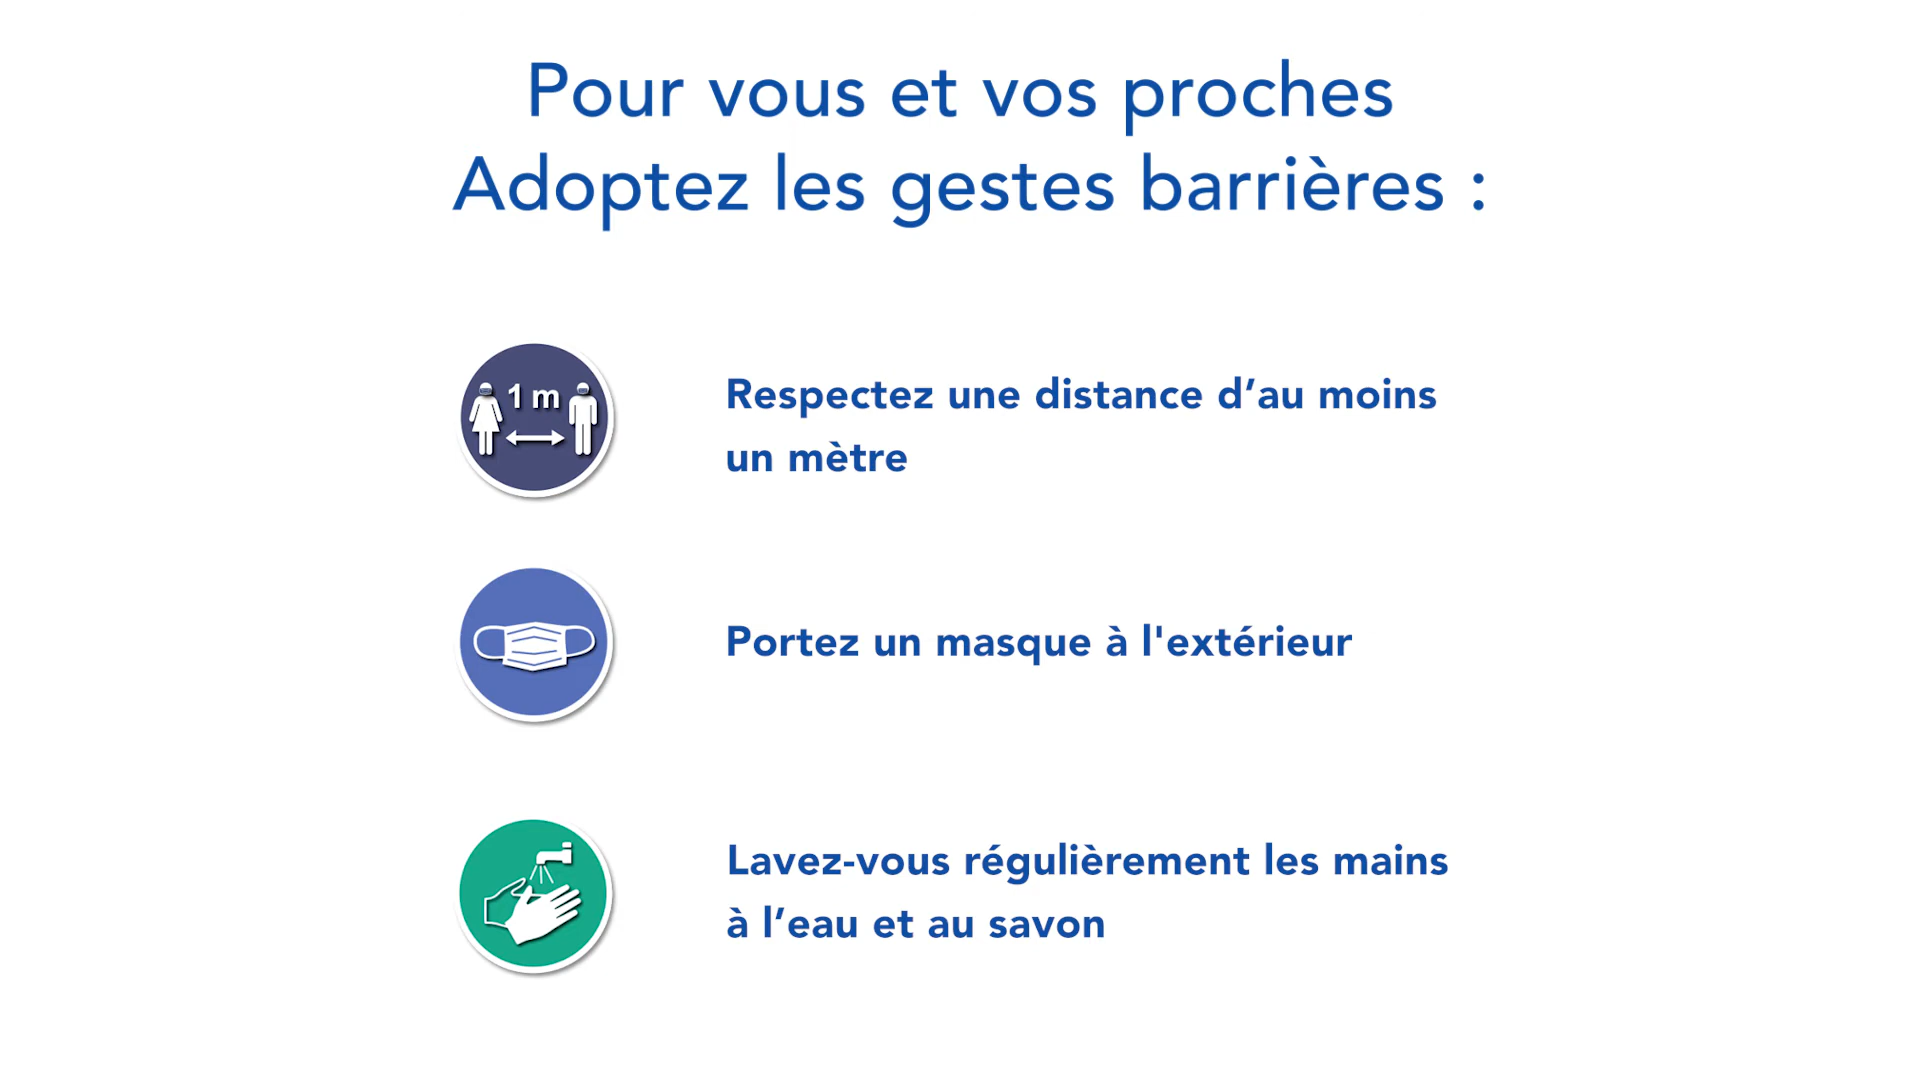 Pour vous et vos proches
Adoptez les gestes barrières :
1 m
Respectez une distance d’au moins
un mètre
Portez un masque à l'extérieur
Lavez-vous régulièrement les mains
à l’eau et au savon